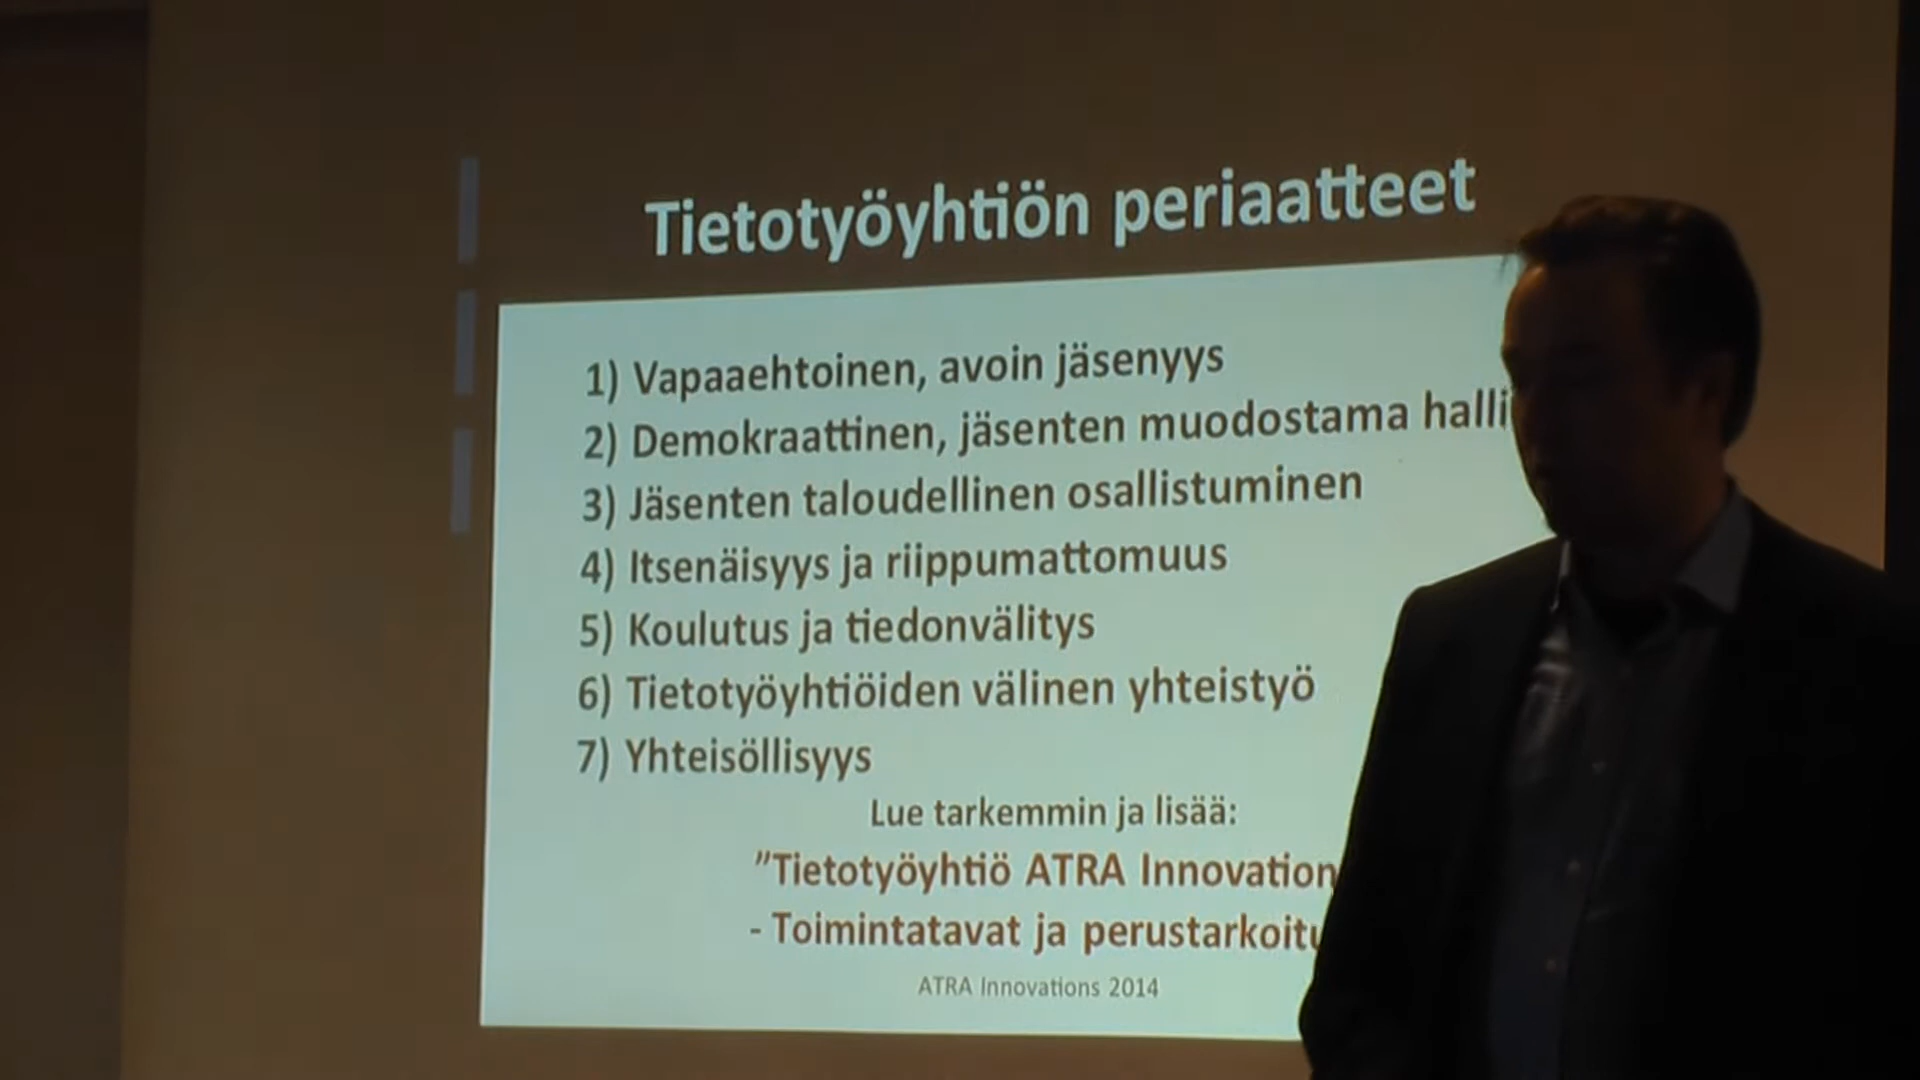 Tietotyöyhtiön periaatteet
1) Vapaaehtoinen, avoin jäsenyys
2) Demokraattinen, jäsenten muodostama
3) Jäsenten taloudellinen osallistuminen
4) Itsenäisyys ja riippumattomuus
5) Koulutus ja tiedonvälitys
6) Tietotyöyhtiöiden välinen yhteistyö
7) Yhteisöllisyys
Lue tarkemmin ja lisää:
”Tietotyöyhtiö ATRA
- Toimintatavat ja
ATRA Innovations 2014